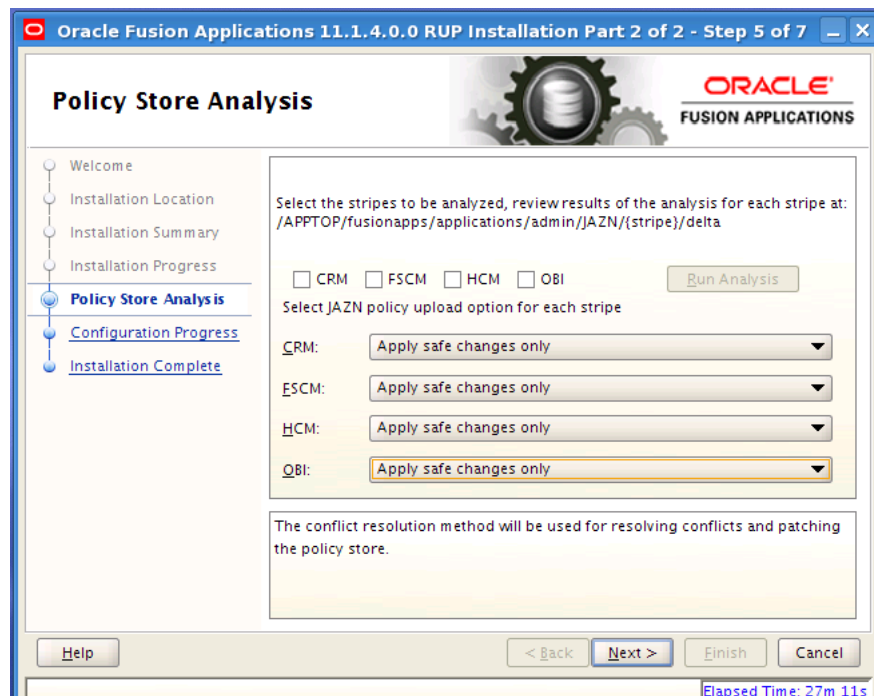 Oracle Fusion Applications 11.1.4.0.0 RUP Installation Part 2 of 2 - Step 5 of 7
Policy Store Analysis
ORACLE
FUSION APPLICATIONS
Welcome
Installation Location
Installation Summary
Installation Progress
Policy Store Analysis
Configuration Progress
Installation Complete
Select the stripes to be analyzed, review results of the analysis for each stripe at:
/APPTOP/fusionapps/applications/admin/JAZN/{stripe}/delta
CRM FSCM HCM OBI Run Analysis
Select JAZN policy upload option for each stripe
CRM: Apply safe changes only
FSCM: Apply safe changes only
HCM: Apply safe changes only
OBI: Apply safe changes only
The conflict resolution method will be used for resolving conflicts and patching
the policy store.
Help < Back Next > Finish Cancel
Elapsed Time: 27m 11s